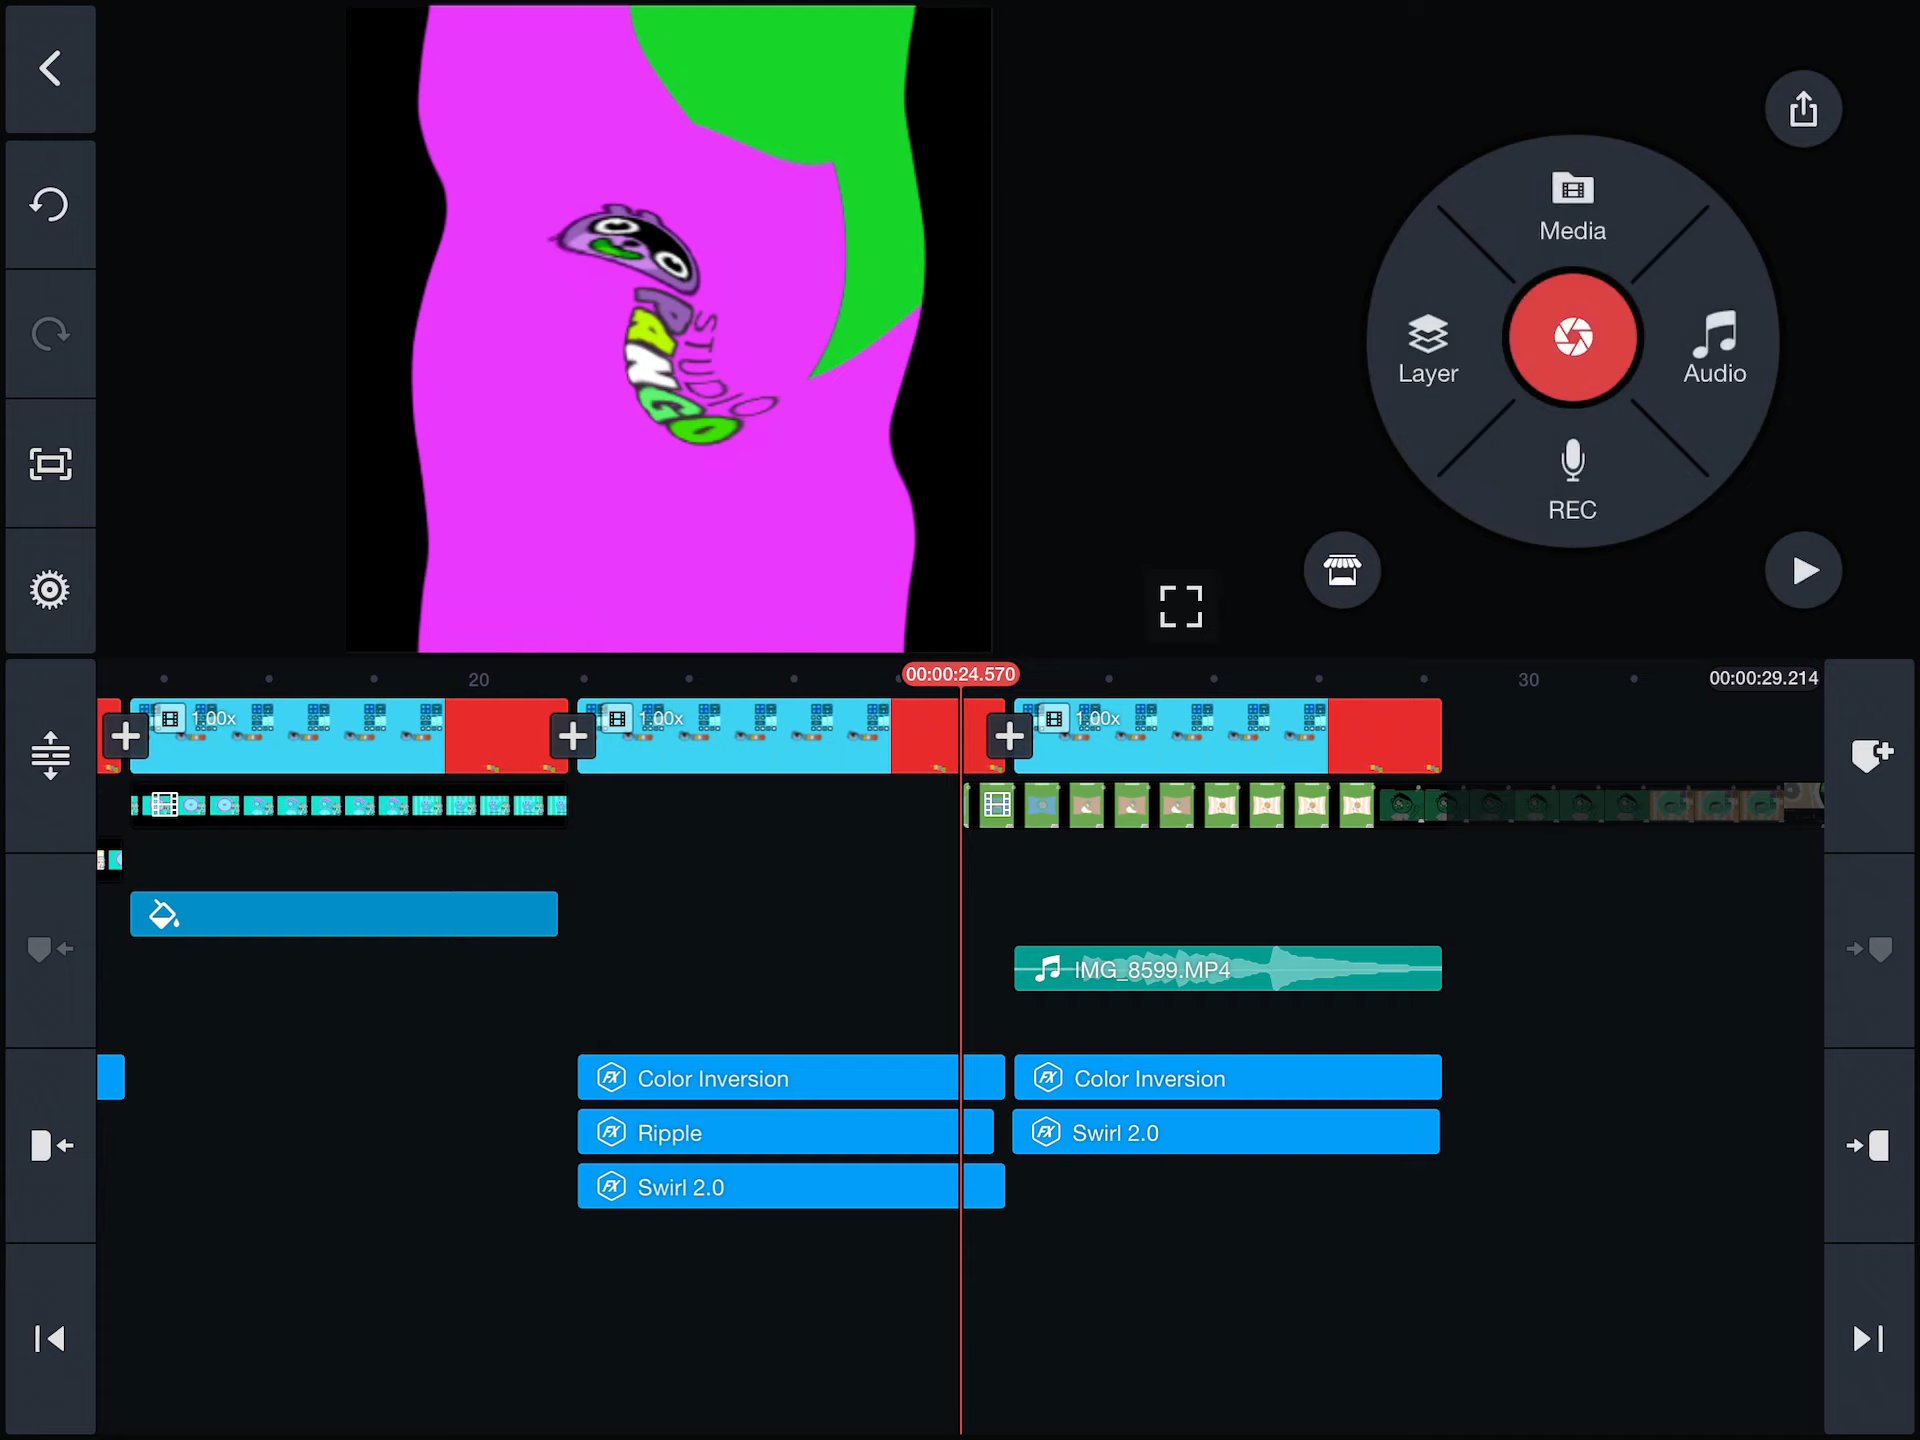 Media
PANGO
STUDIO
Layer
Audio
REC
20
00:00:24.570
30
00:00:29.214
1.00x
1.00x
1.00x
IMG_8599.MP4
Color Inversion
Color Inversion
Ripple
Swirl 2.0
Swirl 2.0